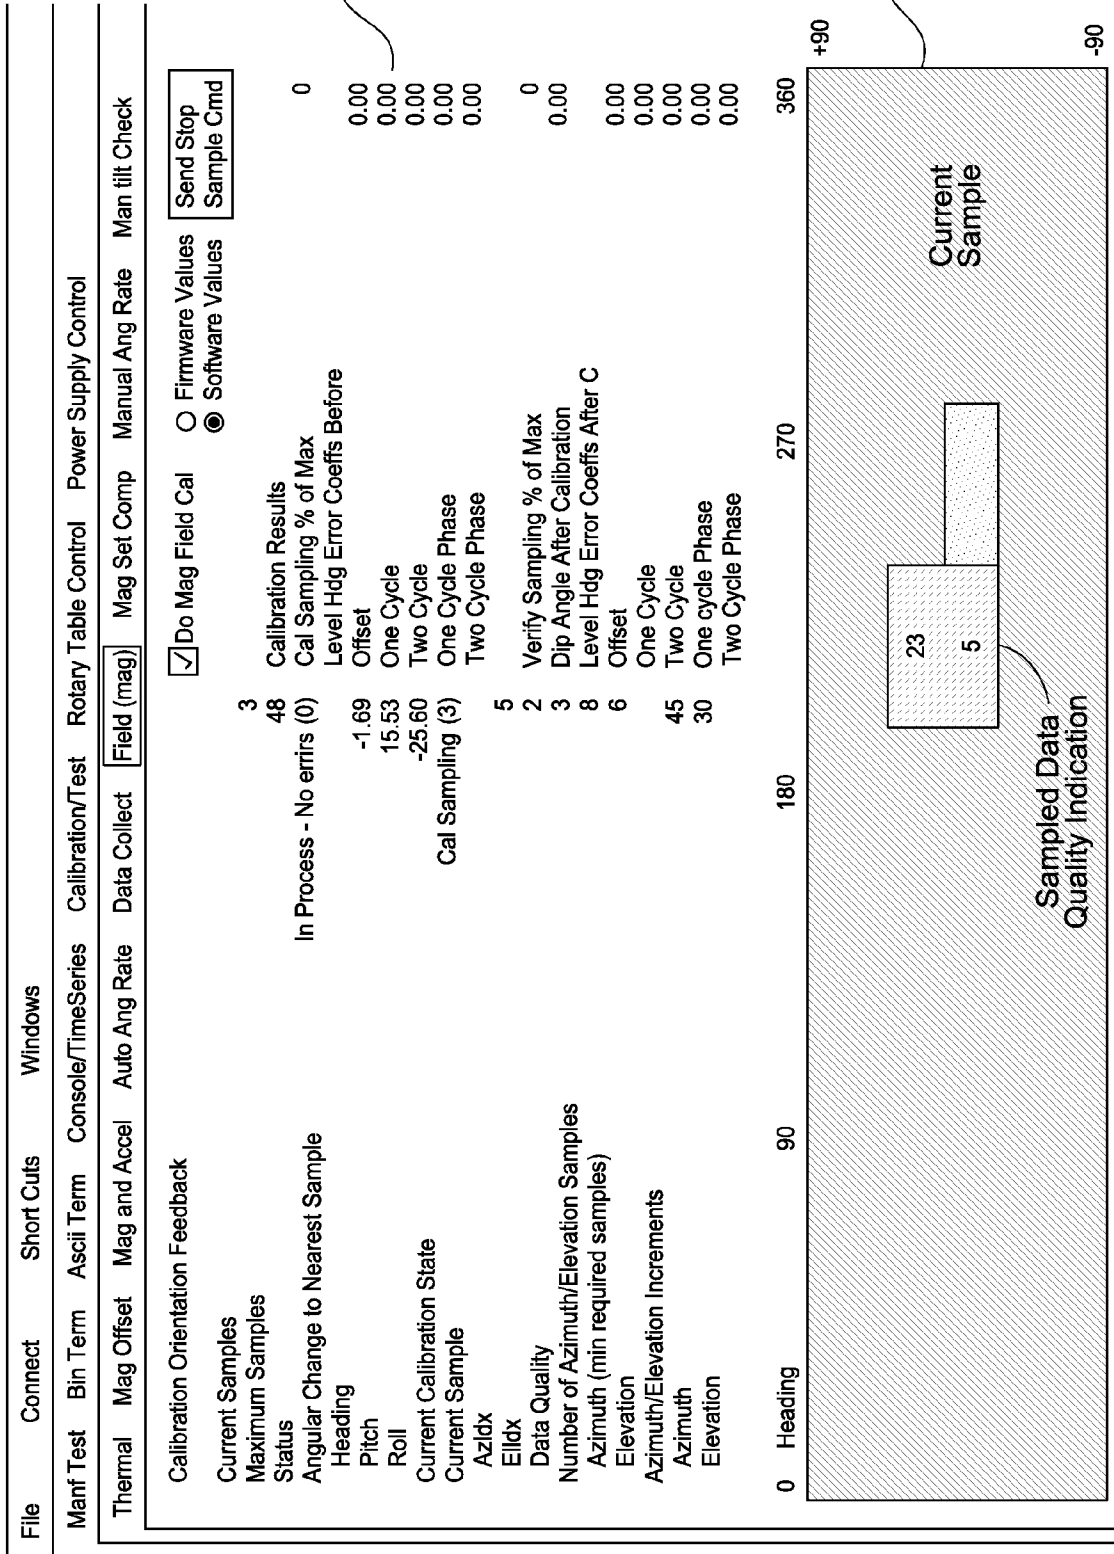 File Connect Short Cuts Windows
Manf Test Bin Term Ascii Term Console/TimeSeries Calibration/Test Rotary Table Control Power Supply Control
Thermal Mag Offset Mag and Accel Auto Ang Rate Data Collect Field (mag) Mag Set Comp Manual Ang Rate Man tilt Check
Calibration Orientation Feedback
Do Mag Field Cal
Firmware Values
Software Values
Send Stop
Sample Cmd
Current Samples 3
Maximum Samples 48
Status In Process - No errirs (0)
Angular Change to Nearest Sample
Heading -1.69
Pitch 15.53
Roll -25.60
Current Calibration State Cal Sampling (3)
Current Sample
AzIdx 5
EIIdx 2
Data Quality 3
Number of Azimuth/Elevation Samples 8
Azimuth (min required samples) 6
Elevation
Azimuth/Elevation Increments
Azimuth 45
Elevation 30
Calibration Results
Cal Sampling % of Max 0
Level Hdg Error Coeffs Before
Offset 0.00
One Cycle 0.00
Two Cycle 0.00
One Cycle Phase 0.00
Two Cycle Phase 0.00
Verify Sampling % of Max 0
Dip Angle After Calibration 0.00
Level Hdg Error Coeffs After C
Offset 0.00
One Cycle 0.00
Two Cycle 0.00
One cycle Phase 0.00
Two Cycle Phase 0.00
0 Heading 90 180 270 360
+90
-90
23
5
Current
Sample
Sampled Data
Quality Indication